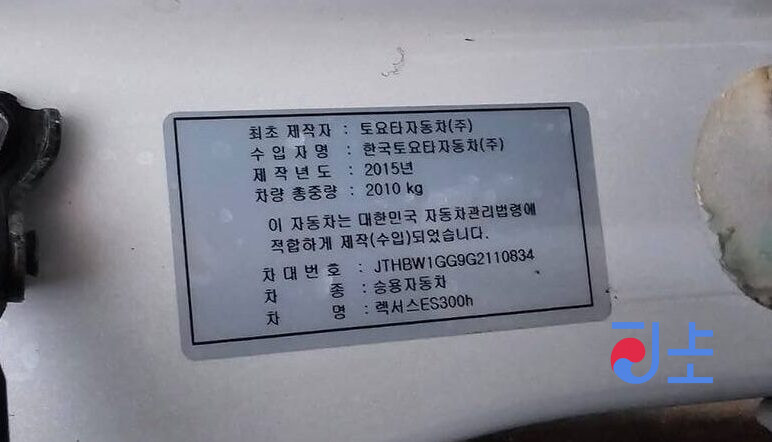 최초 제작자 : 토요타자동차(주)
수 입 자 명 : 한국토요타자동차(주)
제 작 년 도 : 2015년
차량 총중량 : 2010 kg
이 자동차는 대한민국 자동차관리법령에
적합하게 제작(수입)되었습니다.
차 대 번 호 : JTHBW1GG9G2110834
차 종 : 승용자동차
차 명 : 렉서스ES300h